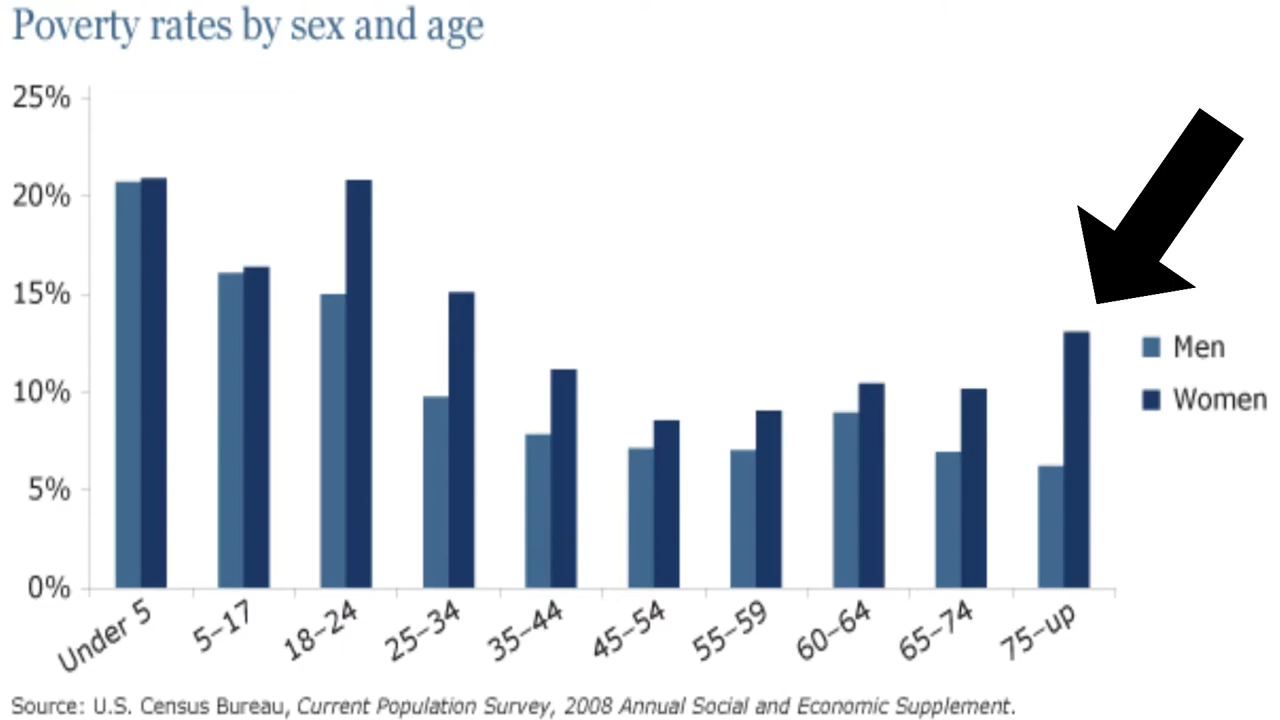 Poverty rates by sex and age
25%
20%
15%
10%
5%
0%
Men
Women
Under 5
5–17
18–24
25–34
35–44
45–54
55–59
60–64
65–74
75–up
Source: U.S. Census Bureau, Current Population Survey, 2008 Annual Social and Economic Supplement.